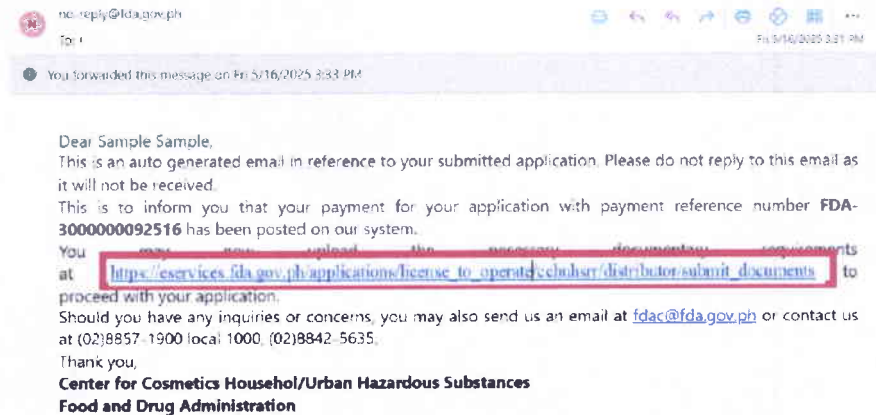 no-reply@fda.gov.ph
To:
Fri 5/16/2025 3:31 PM
You forwarded this message on Fri 5/16/2025 3:33 PM
Dear Sample Sample,
This is an auto generated email in reference to your submitted application. Please do not reply to this email as
it will not be received.
This is to inform you that your payment for your application with payment reference number FDA-
3000000092516 has been posted on our system.
You may now upload the necessary documentary requirements
at https://eservices.fda.gov.ph/applications/license_to_operate/cchuhsrr/distributor/submit_documents to
proceed with your application.
Should you have any inquiries or concerns, you may also send us an email at fdac@fda.gov.ph or contact us
at (02)8857-1900 local 1000, (02)8842-5635.
Thank you,
Center for Cosmetics Househol/Urban Hazardous Substances
Food and Drug Administration